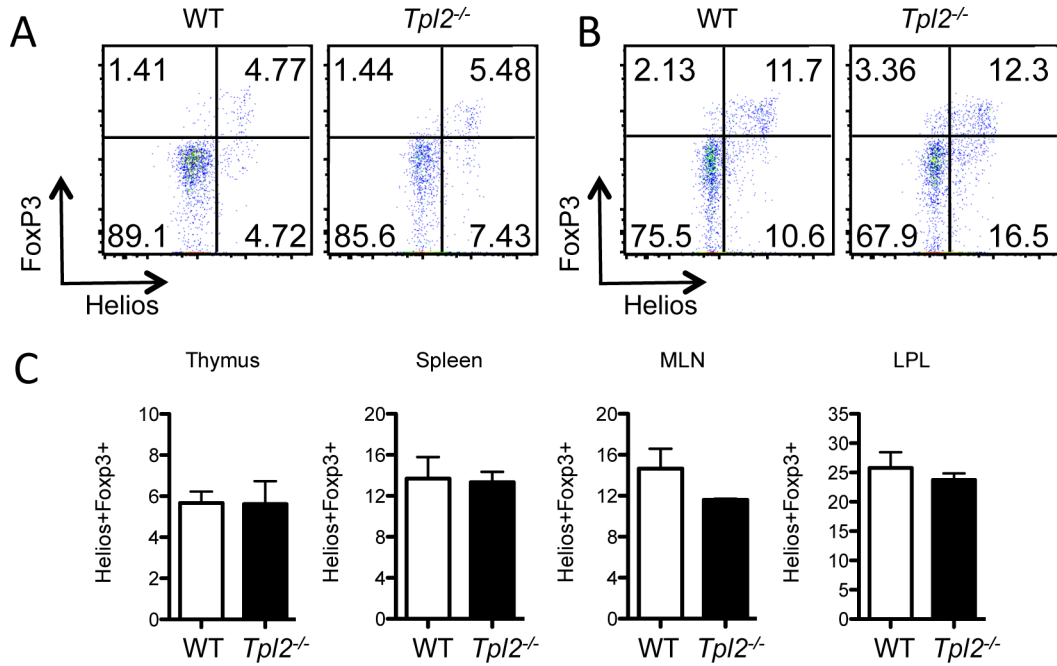 A
WT
Tpl2-/-
1.41
4.77
89.1
4.72
1.44
5.48
85.6
7.43
FoxP3
Helios
B
WT
Tpl2-/-
2.13
11.7
75.5
10.6
3.36
12.3
67.9
16.5
FoxP3
Helios
C
Thymus
Helios+Foxp3+
10
8
6
4
2
0
WT
Tpl2-/-
Spleen
Helios+Foxp3+
20
16
12
8
4
0
WT
Tpl2-/-
MLN
Helios+Foxp3+
20
16
12
8
4
0
WT
Tpl2-/-
LPL
Helios+Foxp3+
35
30
25
20
15
10
5
0
WT
Tpl2-/-